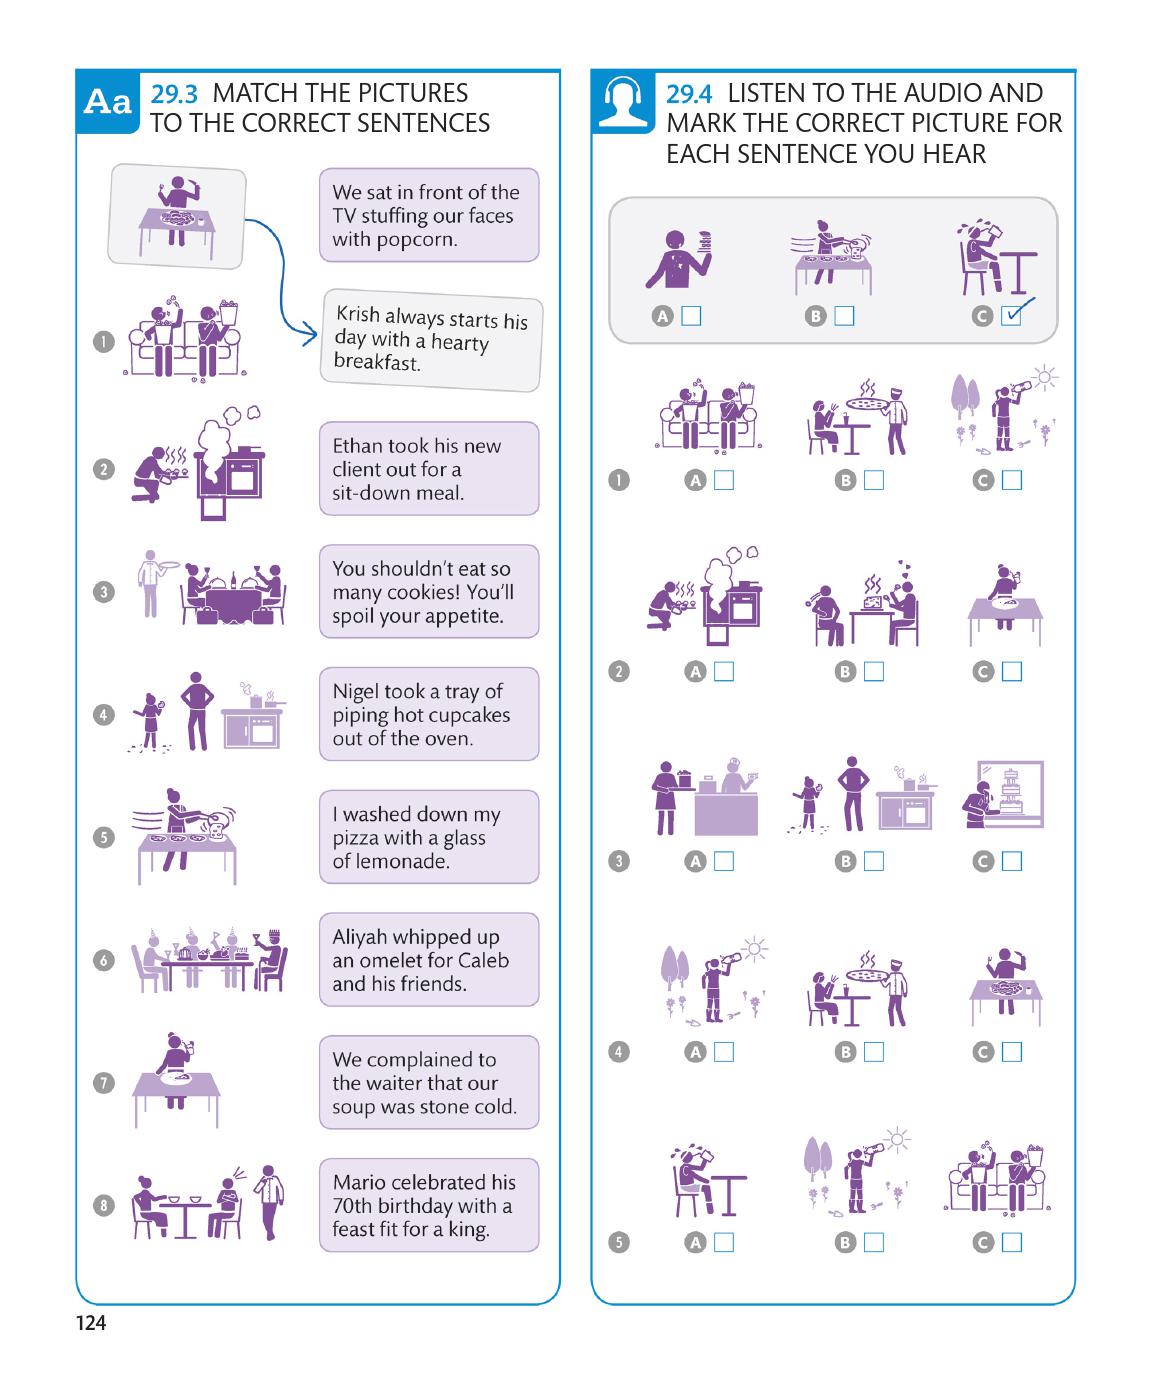 Aa
29.3 MATCH THE PICTURES
TO THE CORRECT SENTENCES
We sat in front of the
TV stuffing our faces
with popcorn.
Krish always starts his
day with a hearty
breakfast.
1
Ethan took his new
client out for a
sit-down meal.
2
You shouldn't eat so
many cookies! You'll
spoil your appetite.
3
Nigel took a tray of
piping hot cupcakes
out of the oven.
4
I washed down my
pizza with a glass
of lemonade.
5
Aliyah whipped up
an omelet for Caleb
and his friends.
6
We complained to
the waiter that our
soup was stone cold.
7
Mario celebrated his
70th birthday with a
feast fit for a king.
8
29.4 LISTEN TO THE AUDIO AND
MARK THE CORRECT PICTURE FOR
EACH SENTENCE YOU HEAR
A B C
1 A B C
2 A B C
3 A B C
4 A B C
5 A B C
124